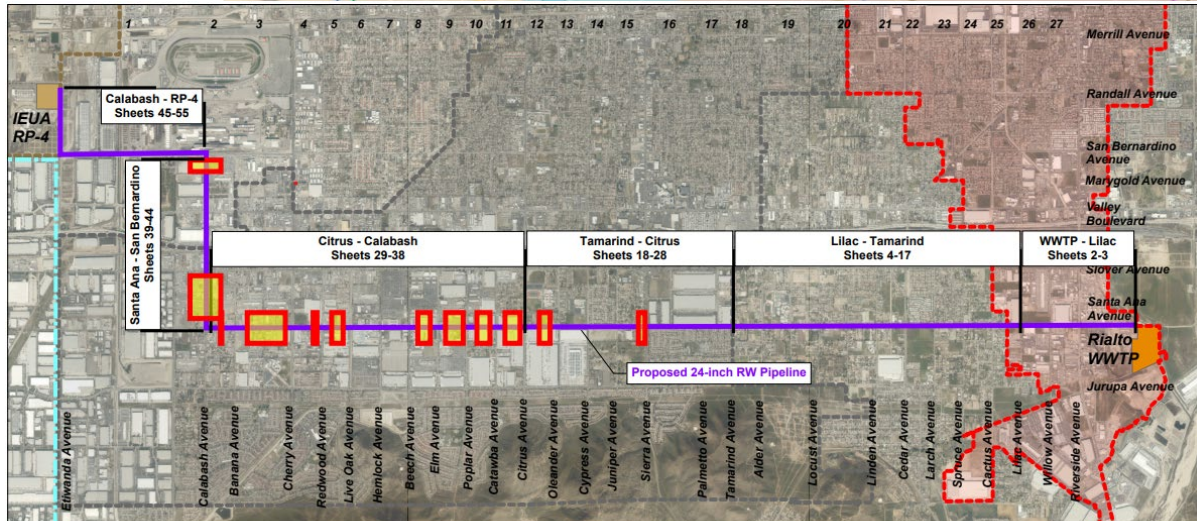 1 2 3 4 5 6 7 8 9 10 11 12 13 14 15 16 17 18 19 20 21 22 23 24 25 26 27
Merrill Avenue
IEUA
RP-4
Calabash - RP-4
Sheets 45-55
Randall Avenue
San Bernardino
Avenue
Marygold Avenue
Valley
Boulevard
Santa Ana - San Bernardino
Sheets 39-44
Citrus - Calabash
Sheets 29-38
Tamarind - Citrus
Sheets 18-28
Lilac - Tamarind
Sheets 4-17
WWTP - Lilac
Sheets 2-3
Slover Avenue
Santa Ana
Avenue
Rialto
WWTP
Proposed 24-inch RW Pipeline
Jurupa Avenue
Etiwanda Avenue
Calabash Avenue
Banana Avenue
Cherry Avenue
Redwood Avenue
Live Oak Avenue
Hemlock Avenue
Beech Avenue
Elm Avenue
Poplar Avenue
Catawba Avenue
Citrus Avenue
Oleander Avenue
Cypress Avenue
Juniper Avenue
Sierra Avenue
Palmetto Avenue
Tamarind Avenue
Alder Avenue
Locust Avenue
Linden Avenue
Cedar Avenue
Larch Avenue
Spruce Avenue
Cactus Avenue
Lilac Avenue
Willow Avenue
Riverside Avenue